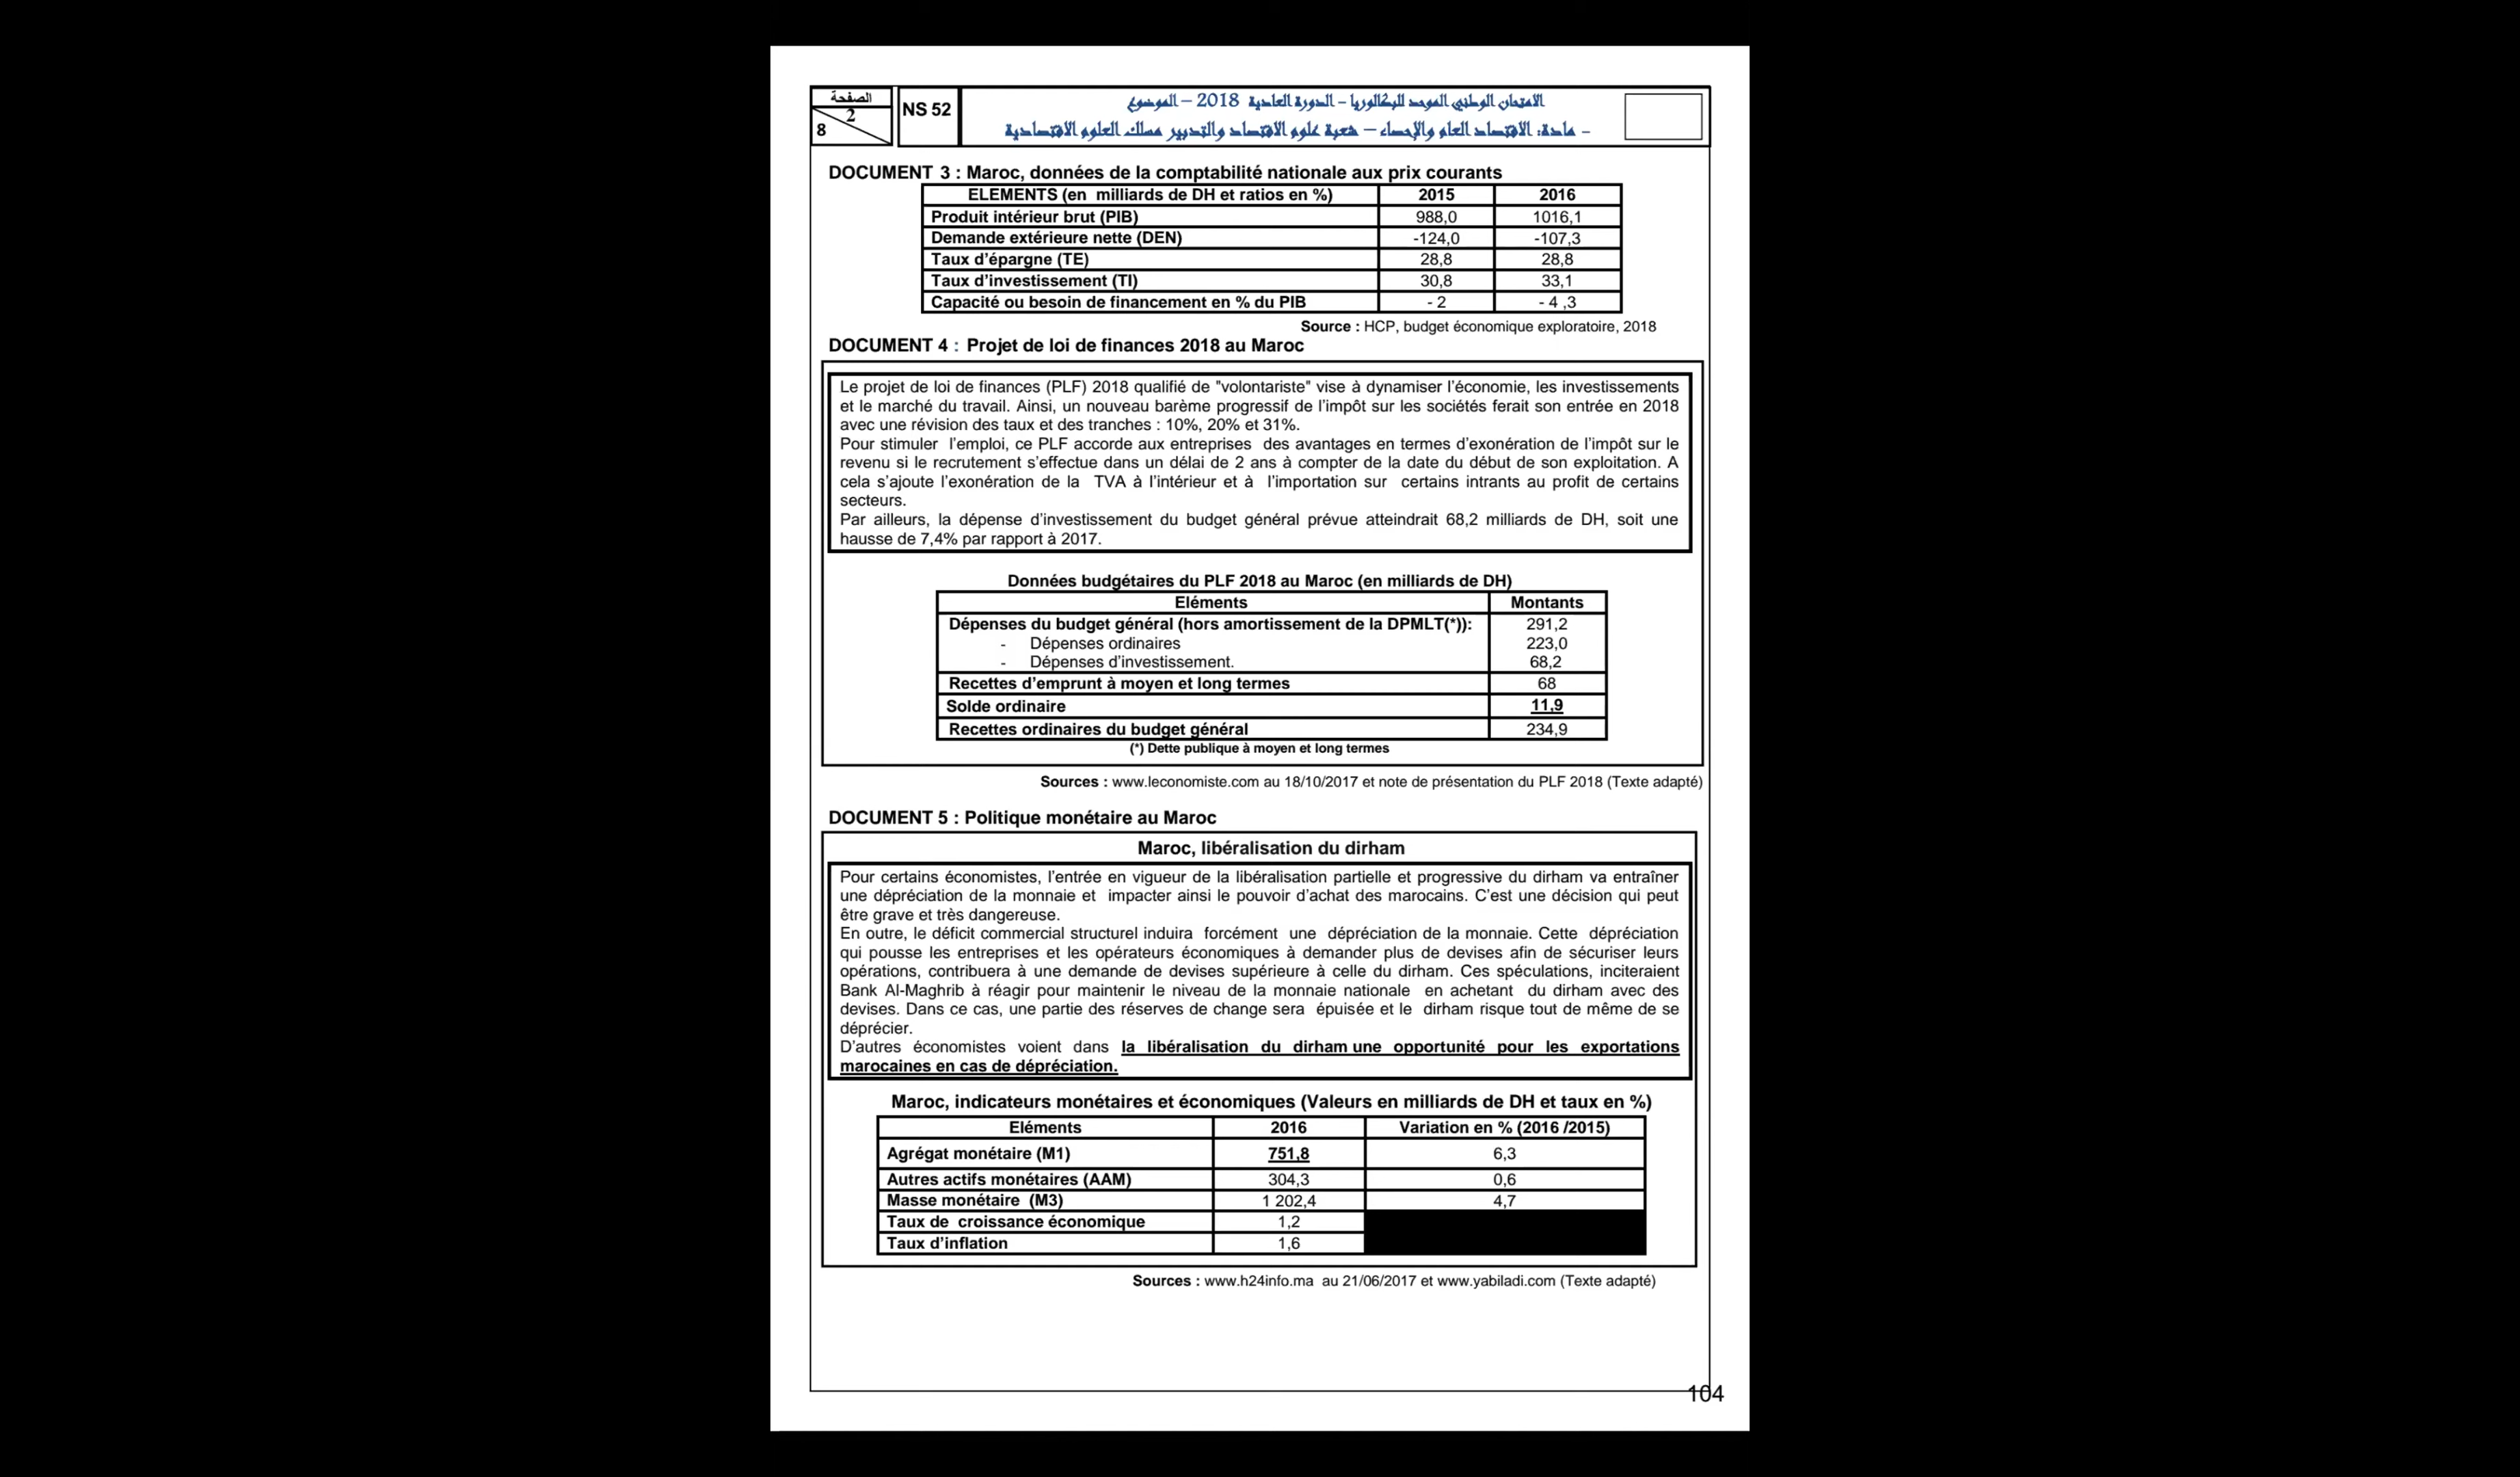 الصفحة
2
8
NS 52
الامتحان الوطني الموحد للبكالوريا – الدورة العادية 2018 – الموضوع
- مادة: الاقتصاد العام والإحصاء – شعبة علوم الاقتصاد والتدبير مسلك العلوم الاقتصادية
DOCUMENT 3 : Maroc, données de la comptabilité nationale aux prix courants
ELEMENTS (en milliards de DH et ratios en %) 2015 2016
Produit intérieur brut (PIB) 988,0 1016,1
Demande extérieure nette (DEN) -124,0 -107,3
Taux d'épargne (TE) 28,8 28,8
Taux d'investissement (TI) 30,8 33,1
Capacité ou besoin de financement en % du PIB - 2 - 4 ,3
Source : HCP, budget économique exploratoire, 2018
DOCUMENT 4 : Projet de loi de finances 2018 au Maroc
Le projet de loi de finances (PLF) 2018 qualifié de "volontariste" vise à dynamiser l'économie, les investissements
et le marché du travail. Ainsi, un nouveau barème progressif de l'impôt sur les sociétés ferait son entrée en 2018
avec une révision des taux et des tranches : 10%, 20% et 31%.
Pour stimuler l'emploi, ce PLF accorde aux entreprises des avantages en termes d'exonération de l'impôt sur le
revenu si le recrutement s'effectue dans un délai de 2 ans à compter de la date du début de son exploitation. A
cela s'ajoute l'exonération de la TVA à l'intérieur et à l'importation sur certains intrants au profit de certains
secteurs.
Par ailleurs, la dépense d'investissement du budget général prévue atteindrait 68,2 milliards de DH, soit une
hausse de 7,4% par rapport à 2017.
Données budgétaires du PLF 2018 au Maroc (en milliards de DH)
Eléments Montants
Dépenses du budget général (hors amortissement de la DPMLT(*)): 291,2
- Dépenses ordinaires 223,0
- Dépenses d'investissement. 68,2
Recettes d'emprunt à moyen et long termes 68
Solde ordinaire 11,9
Recettes ordinaires du budget général 234,9
(*) Dette publique à moyen et long termes
Sources : www.leconomiste.com au 18/10/2017 et note de présentation du PLF 2018 (Texte adapté)
DOCUMENT 5 : Politique monétaire au Maroc
Maroc, libéralisation du dirham
Pour certains économistes, l'entrée en vigueur de la libéralisation partielle et progressive du dirham va entraîner
une dépréciation de la monnaie et impacter ainsi le pouvoir d'achat des marocains. C'est une décision qui peut
être grave et très dangereuse.
En outre, le déficit commercial structurel induira forcément une dépréciation de la monnaie. Cette dépréciation
qui pousse les entreprises et les opérateurs économiques à demander plus de devises afin de sécuriser leurs
opérations, contribuera à une demande de devises supérieure à celle du dirham. Ces spéculations, inciteraient
Bank Al-Maghrib à réagir pour maintenir le niveau de la monnaie nationale en achetant du dirham avec des
devises. Dans ce cas, une partie des réserves de change sera épuisée et le dirham risque tout de même de se
déprécier.
D'autres économistes voient dans la libéralisation du dirham une opportunité pour les exportations
marocaines en cas de dépréciation.
Maroc, indicateurs monétaires et économiques (Valeurs en milliards de DH et taux en %)
Eléments 2016 Variation en % (2016 /2015)
Agrégat monétaire (M1) 751,8 6,3
Autres actifs monétaires (AAM) 304,3 0,6
Masse monétaire (M3) 1 202,4 4,7
Taux de croissance économique 1,2
Taux d'inflation 1,6
Sources : www.h24info.ma au 21/06/2017 et www.yabiladi.com (Texte adapté)
104